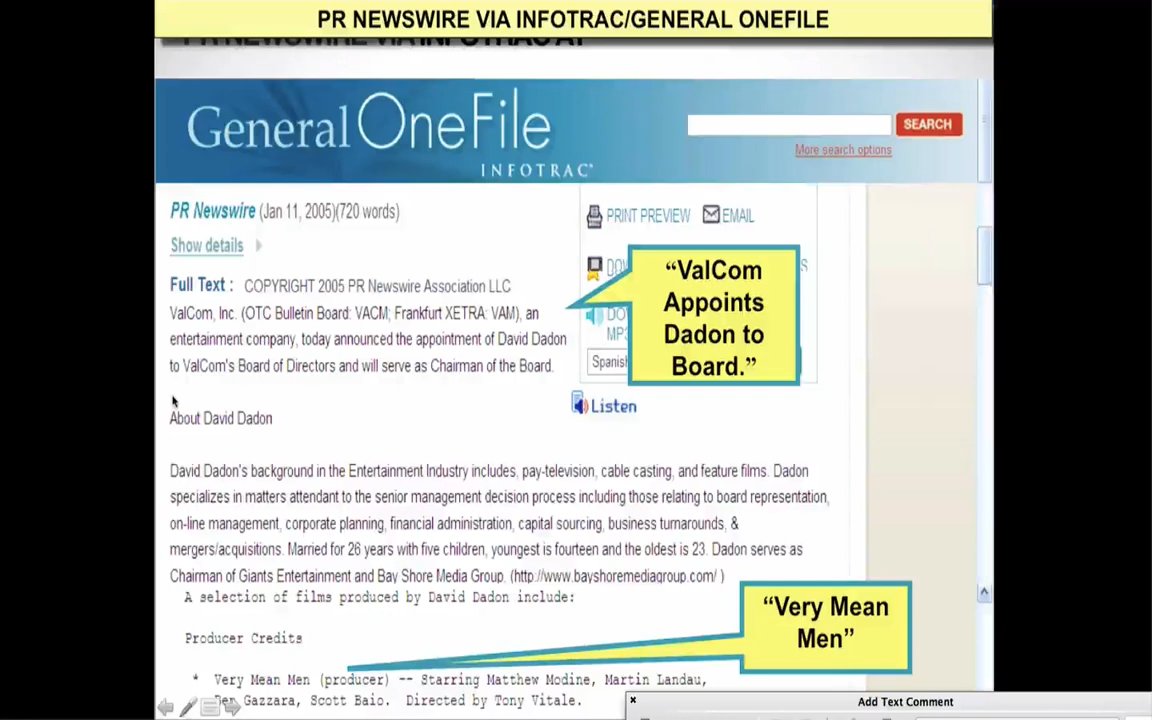 PR NEWSWIRE VIA INFOTRAC/GENERAL ONEFILE
PR NEWSWIRE VIA INFOTRAC AT
General OneFile
INFOTRAC
SEARCH
More search options
PR Newswire (Jan 11, 2005)(720 words)
PRINT PREVIEW EMAIL
Show details
“ValCom
Appoints
Dadon to
Board.”
Full Text : COPYRIGHT 2005 PR Newswire Association LLC
ValCom, Inc. (OTC Bulletin Board: VACM; Frankfurt XETRA: VAM), an
entertainment company, today announced the appointment of David Dadon
to ValCom's Board of Directors and will serve as Chairman of the Board.
MP3
Spanish
Listen
About David Dadon
David Dadon's background in the Entertainment Industry includes, pay-television, cable casting, and feature films. Dadon
specializes in matters attendant to the senior management decision process including those relating to board representation,
on-line management, corporate planning, financial administration, capital sourcing, business turnarounds, &
mergers/acquisitions. Married for 26 years with five children, youngest is fourteen and the oldest is 23. Dadon serves as
Chairman of Giants Entertainment and Bay Shore Media Group. (http://www.bayshoremediagroup.com/ )
A selection of films produced by David Dadon include:
“Very Mean
Men”
Producer Credits
* Very Mean Men (producer) -- Starring Matthew Modine, Martin Landau,
Ben Gazzara, Scott Baio. Directed by Tony Vitale.
Add Text Comment